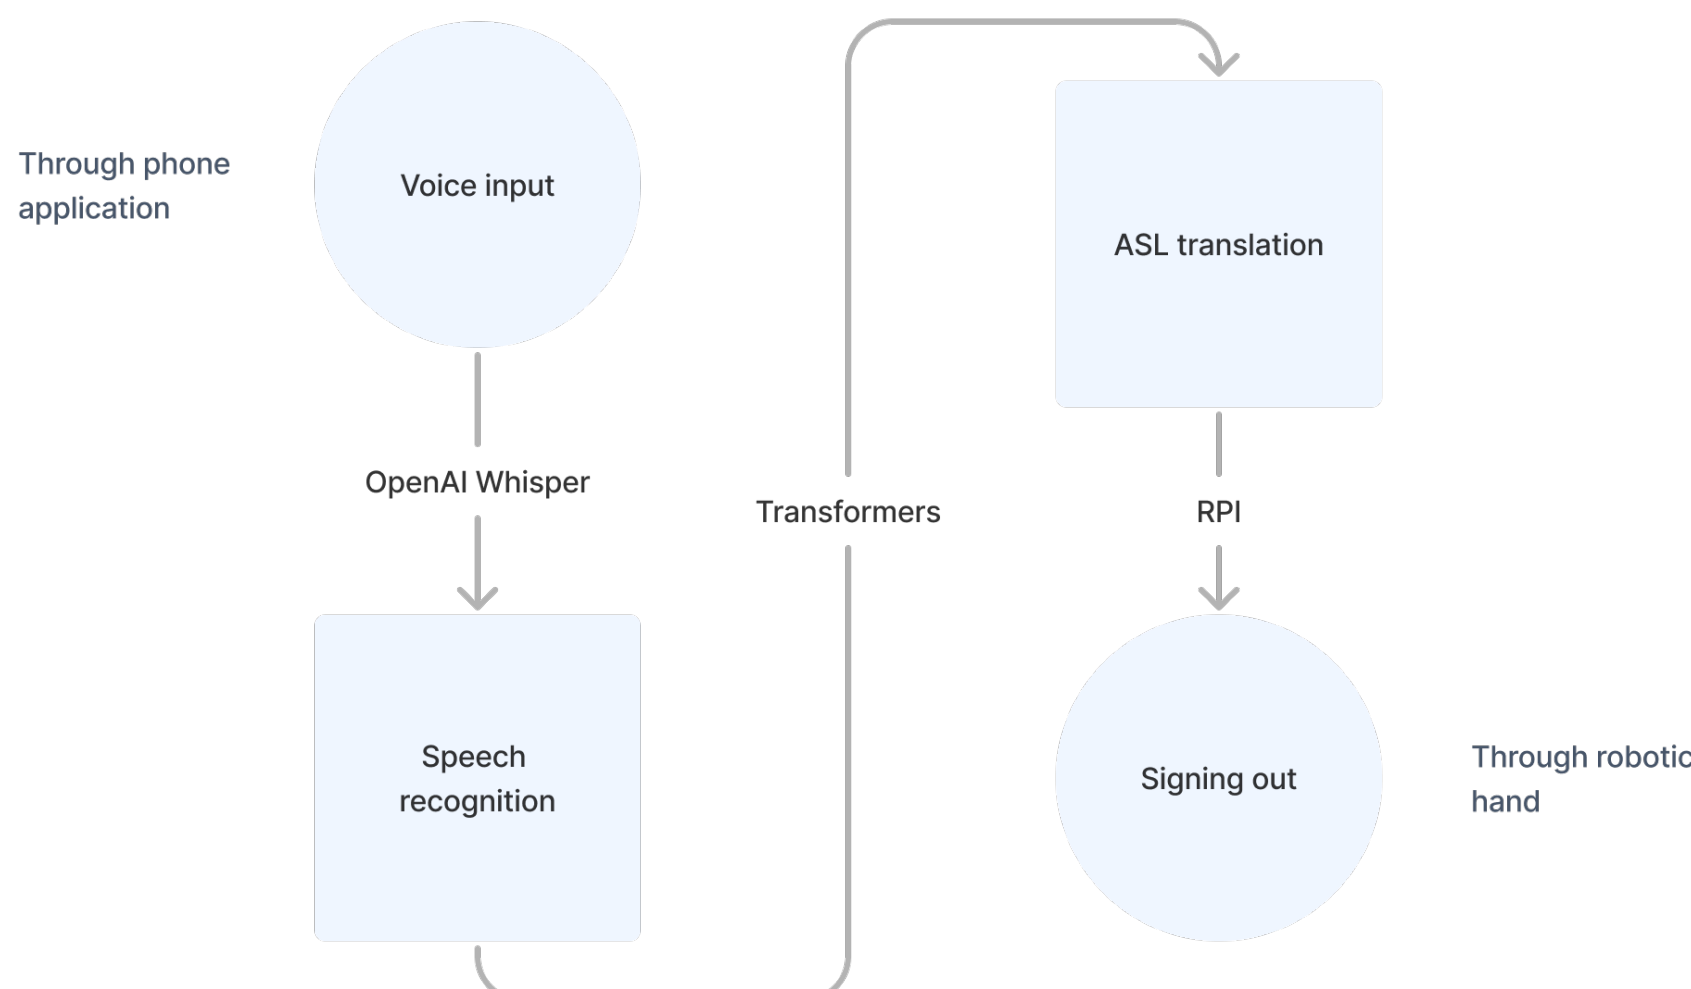 Through phone
application
Voice input
OpenAI Whisper
Speech
recognition
Transformers
ASL translation
RPI
Signing out
Through robotic
hand